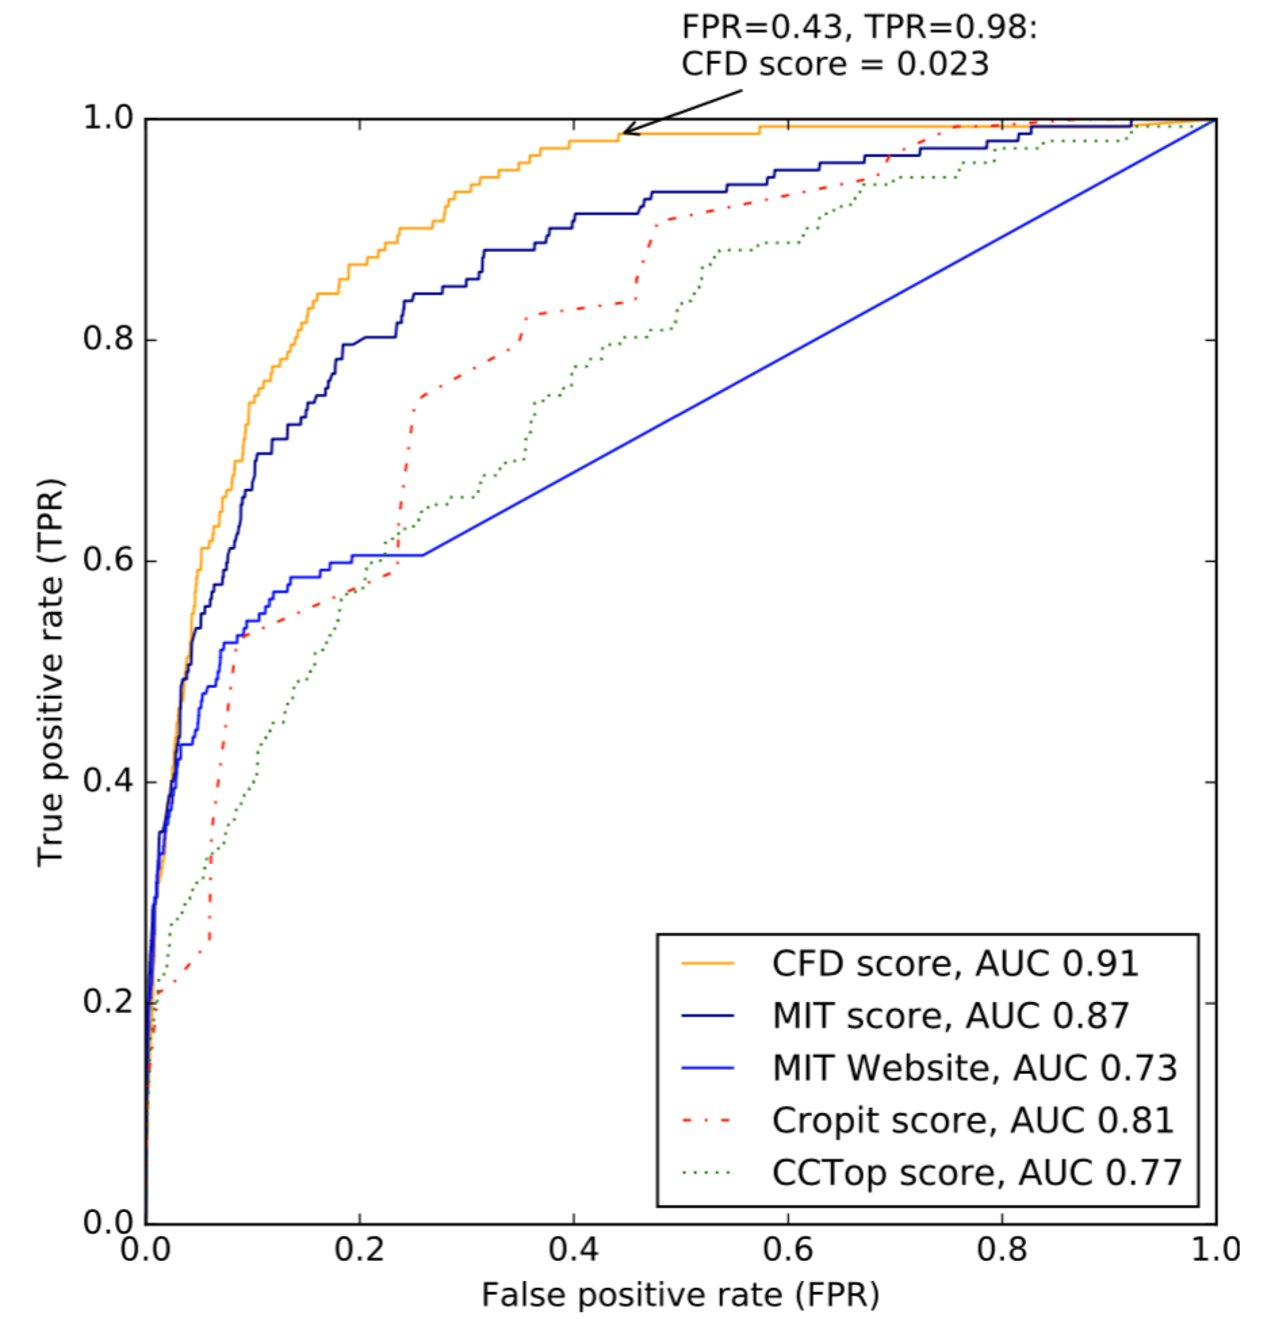 FPR=0.43, TPR=0.98:
CFD score = 0.023
1.0
0.8
0.6
0.4
0.2
0.0
True positive rate (TPR)
CFD score, AUC 0.91
MIT score, AUC 0.87
MIT Website, AUC 0.73
Cropit score, AUC 0.81
CCTop score, AUC 0.77
0.0 0.2 0.4 0.6 0.8 1.0
False positive rate (FPR)